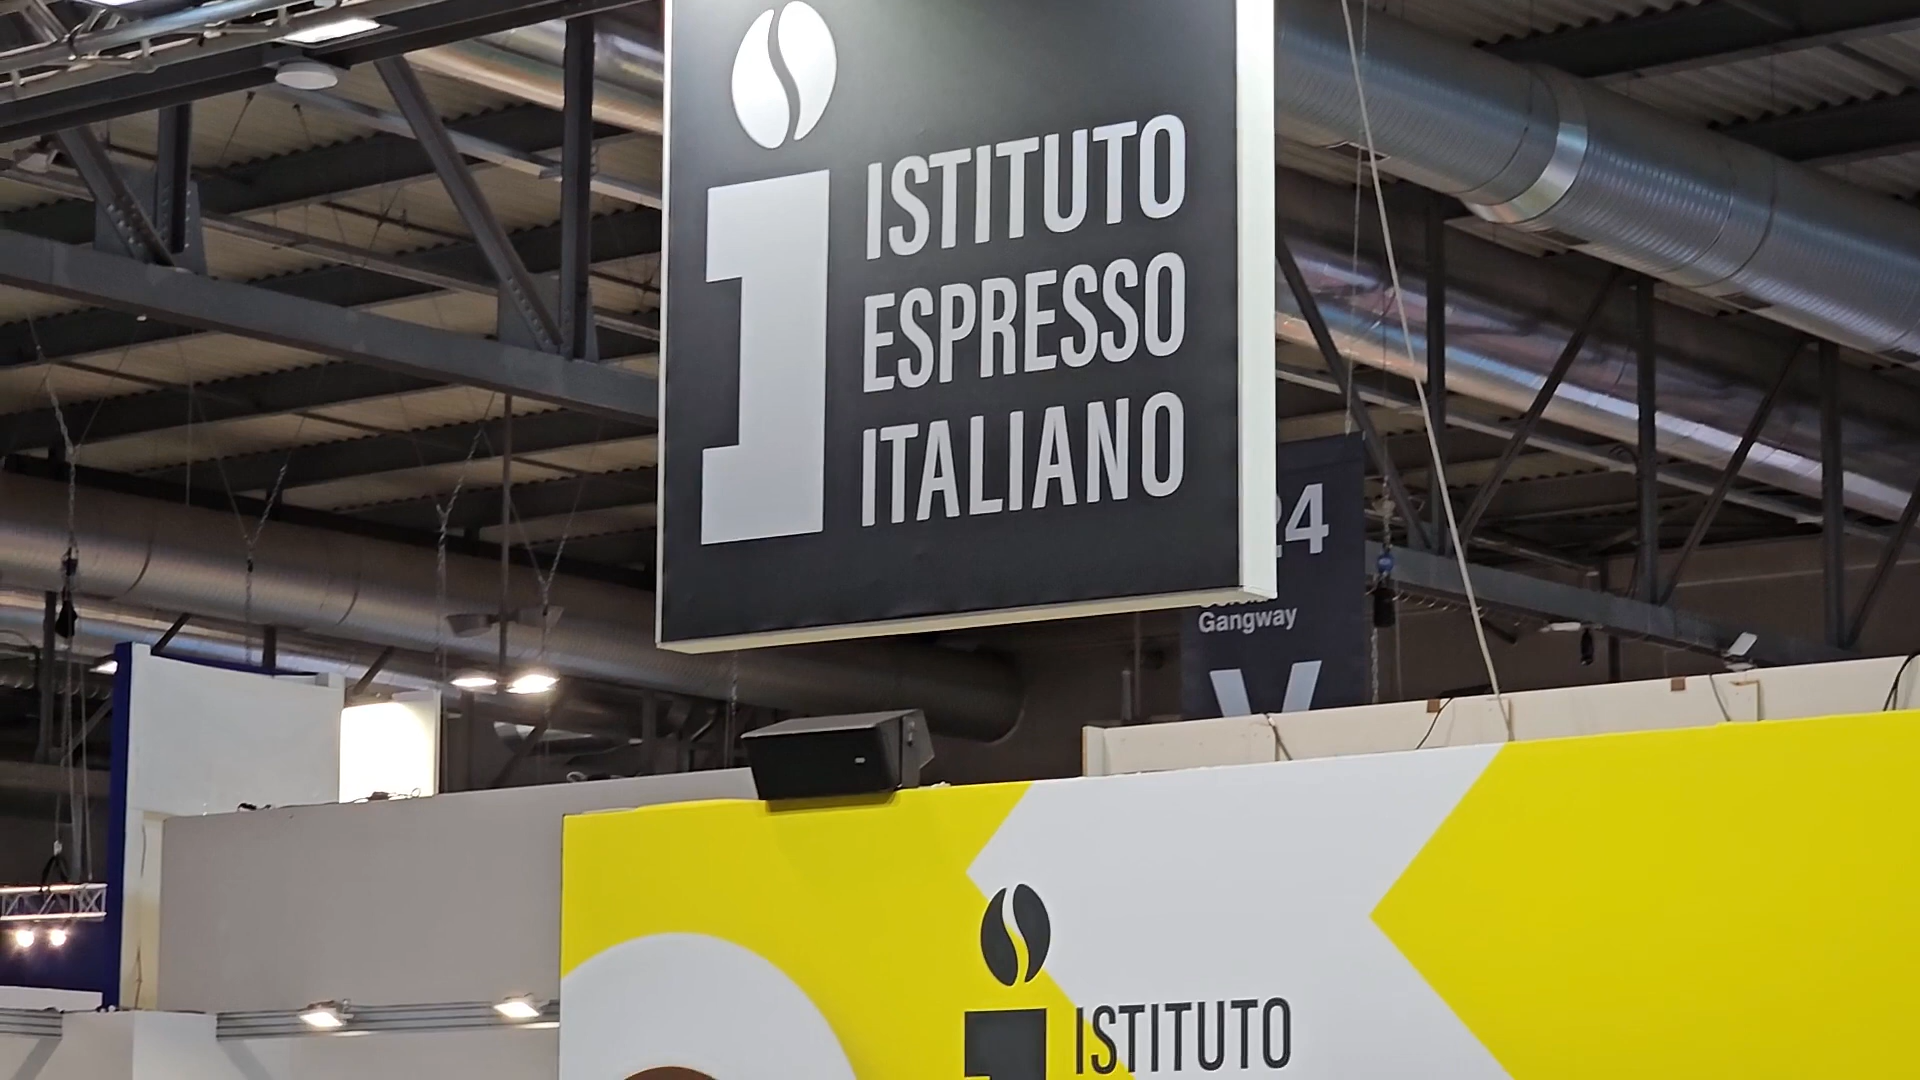 ISTITUTO
ESPRESSO
ITALIANO
24
Gangway
ISTITUTO